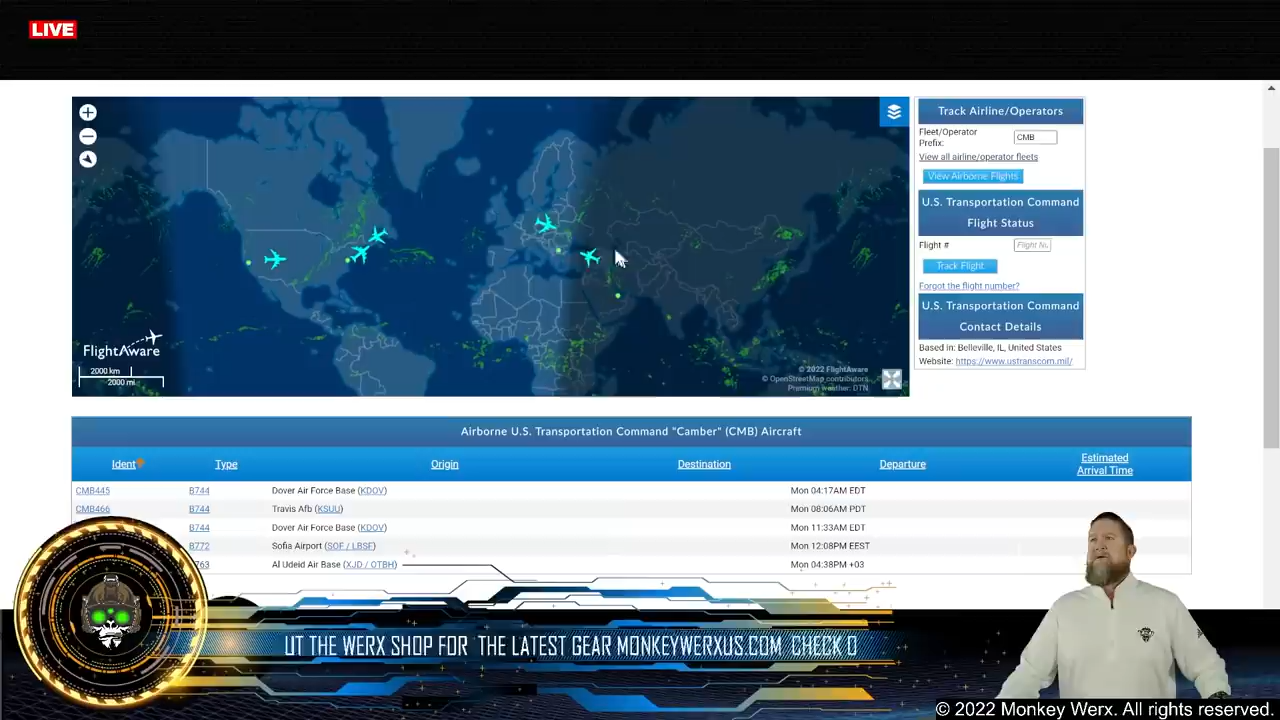 LIVE
Track Airline/Operators
Fleet/Operator
Prefix:
CMB
View all airline/operator fleets
View Airborne Flights
U.S. Transportation Command
Flight Status
Flight #
Flight Nu.
Track Flight
Forgot the flight number?
U.S. Transportation Command
Contact Details
Based in: Belleville, IL, United States
Website: https://www.ustranscom.mil/
FlightAware
2000 km
2000 mi
© 2022 FlightAware
© OpenStreetMap contributors
Premium weather: DTN
Airborne U.S. Transportation Command "Camber" (CMB) Aircraft
Ident Type Origin Destination Departure Estimated
Arrival Time
CMB445 B744 Dover Air Force Base (KDOV) Mon 04:17AM EDT
CMB466 B744 Travis Afb (KSUU) Mon 08:06AM PDT
B744 Dover Air Force Base (KDOV) Mon 11:33AM EDT
B772 Sofia Airport (SOF / LBSF) Mon 12:08PM EEST
763 Al Udeid Air Base (XJD / OTBH) Mon 04:38PM +03
UT THE WERX SHOP FOR THE LATEST GEAR MONKEYWERXUS.COM CHECK O
© 2022 Monkey Werx. All rights reserved.